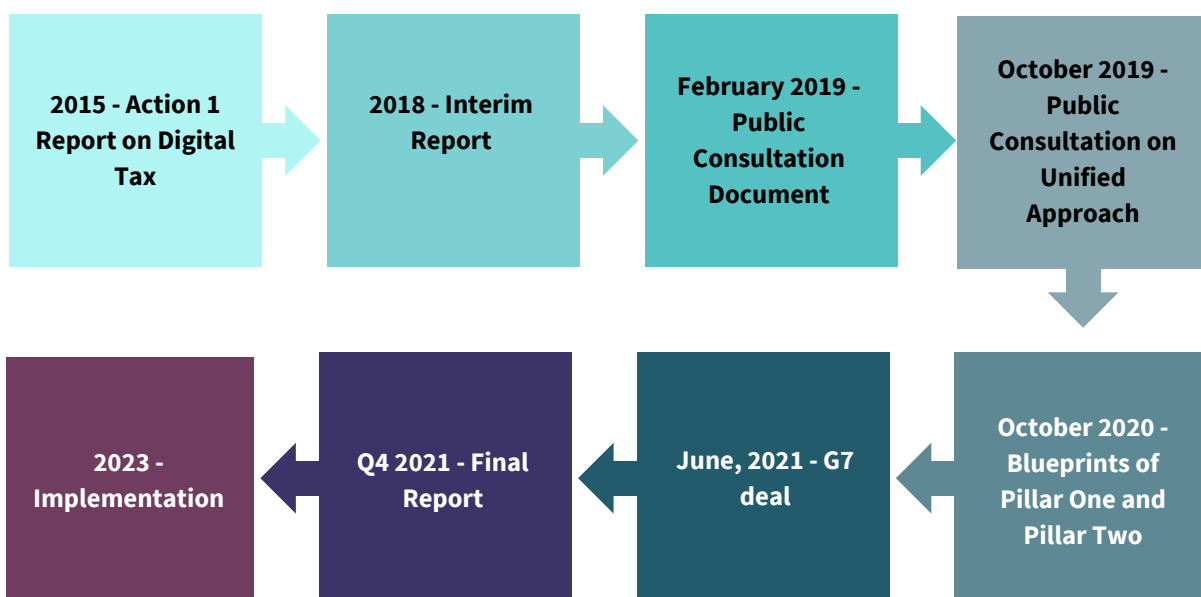 2015 - Action 1
Report on Digital
Tax
2018 - Interim
Report
February 2019 -
Public
Consultation
Document
October 2019 -
Public
Consultation on
Unified
Approach
October 2020 -
Blueprints of
Pillar One and
Pillar Two
June, 2021 - G7
deal
Q4 2021 - Final
Report
2023 -
Implementation